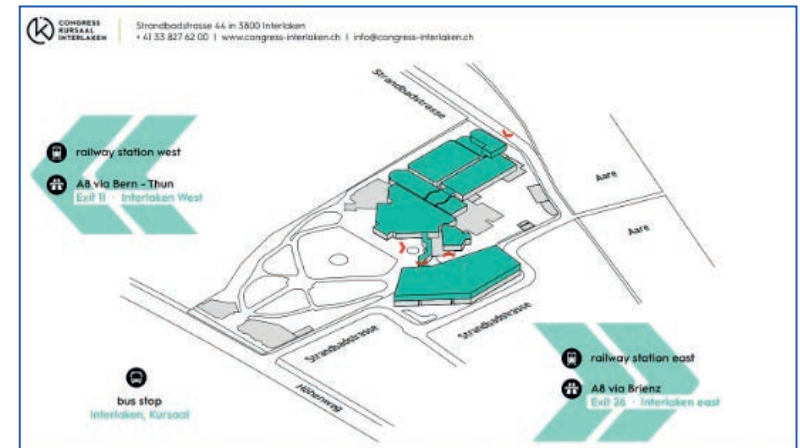 CONGRESS
KURSAAL
INTERLAKEN
Strandbadstrasse 44 in 3800 Interlaken
+ 41 33 827 62 00 | www.congress-interlaken.ch | info@congress-interlaken.ch
Strandbadstrasse
railway station west
A8 via Bern - Thun
Exit 11 · Interlaken West
Aare
Aare
Strandbadstrasse
Strandbadstrasse
railway station east
A8 via Brienz
Exit 26 · Interlaken east
bus stop
Interlaken, Kursaal
Höheweg